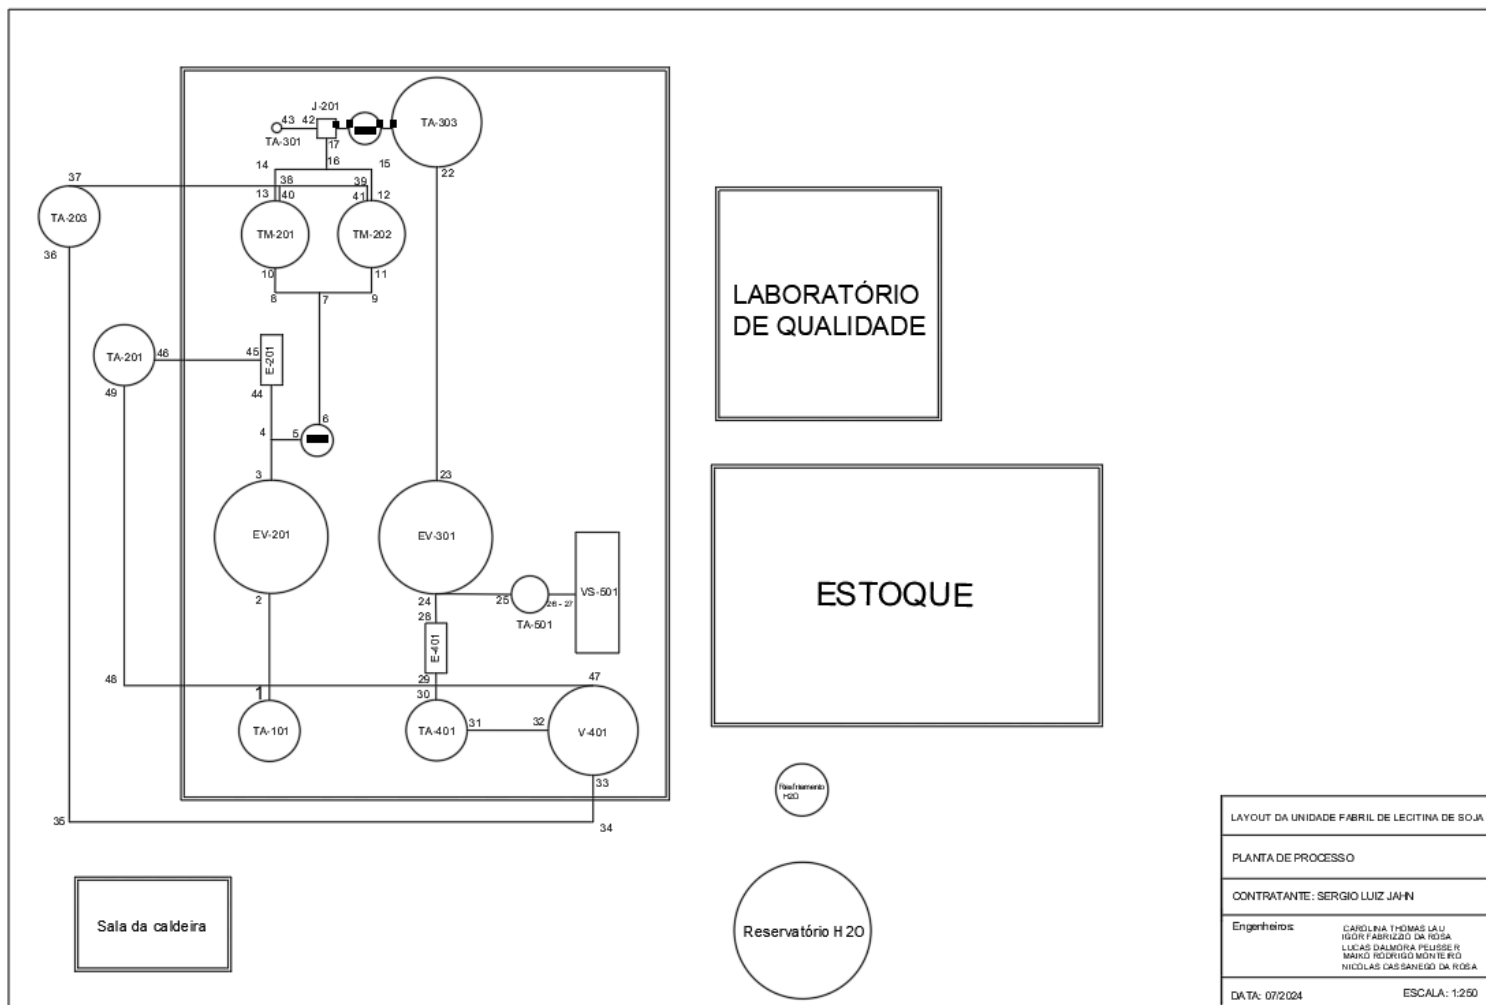 J-201
43
42
TA-303
TA-301
17
14
16
15
22
37
38
39
13
40
41
12
TA-203
TM-201
TM-202
36
10
11
8
7
9
LABORATÓRIO
DE QUALIDADE
TA-201
46
45
E-201
49
44
6
4
5
3
23
EV-201
EV-301
2
24
25
26 - 27
VS-501
TA-501
28
E-401
ESTOQUE
48
1
29
47
30
TA-101
TA-401
31
32
V-401
33
35
34
Resfriamento
H2O
Sala da caldeira
Reservatório H2O
LAYOUT DA UNIDADE FABRIL DE LECITINA DE SOJA
PLANTA DE PROCESSO
CONTRATANTE: SERGIO LUIZ JAHN
Engenheiros:
CAROLINA THOMAS LAU
IGOR FABRIZZIO DA ROSA
LUCAS DALMORA PELISSER
MAIKO RODRIGO MONTEIRO
NICOLAS CASSANEGO DA ROSA
DATA: 07/2024
ESCALA: 1:250